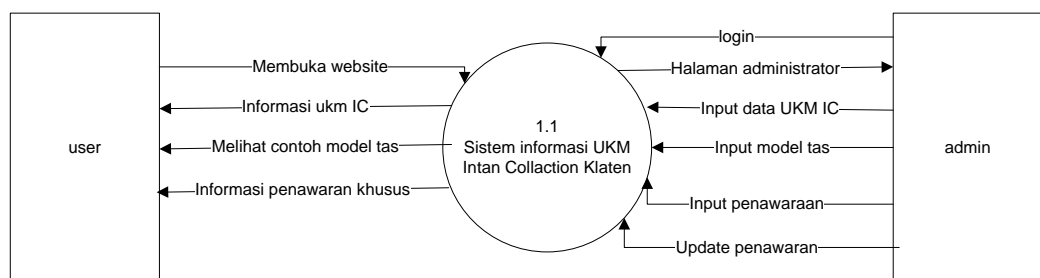 user
Membuka website
Informasi ukm IC
Melihat contoh model tas
Informasi penawaran khusus
1.1
Sistem informasi UKM
Intan Collaction Klaten
login
Halaman administrator
Input data UKM IC
Input model tas
Input penawaraan
Update penawaran
admin